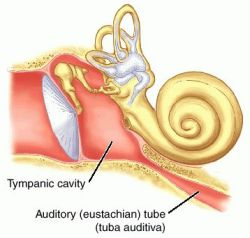 Tympanic cavity
Auditory (eustachian) tube
(tuba auditiva)